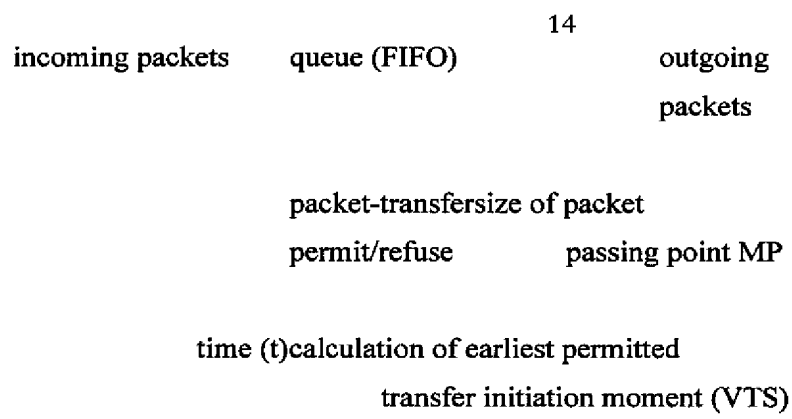 14
incoming packets queue (FIFO) outgoing
packets
packet-transfersize of packet
permit/refuse passing point MP
time (t)calculation of earliest permitted
transfer initiation moment (VTS)